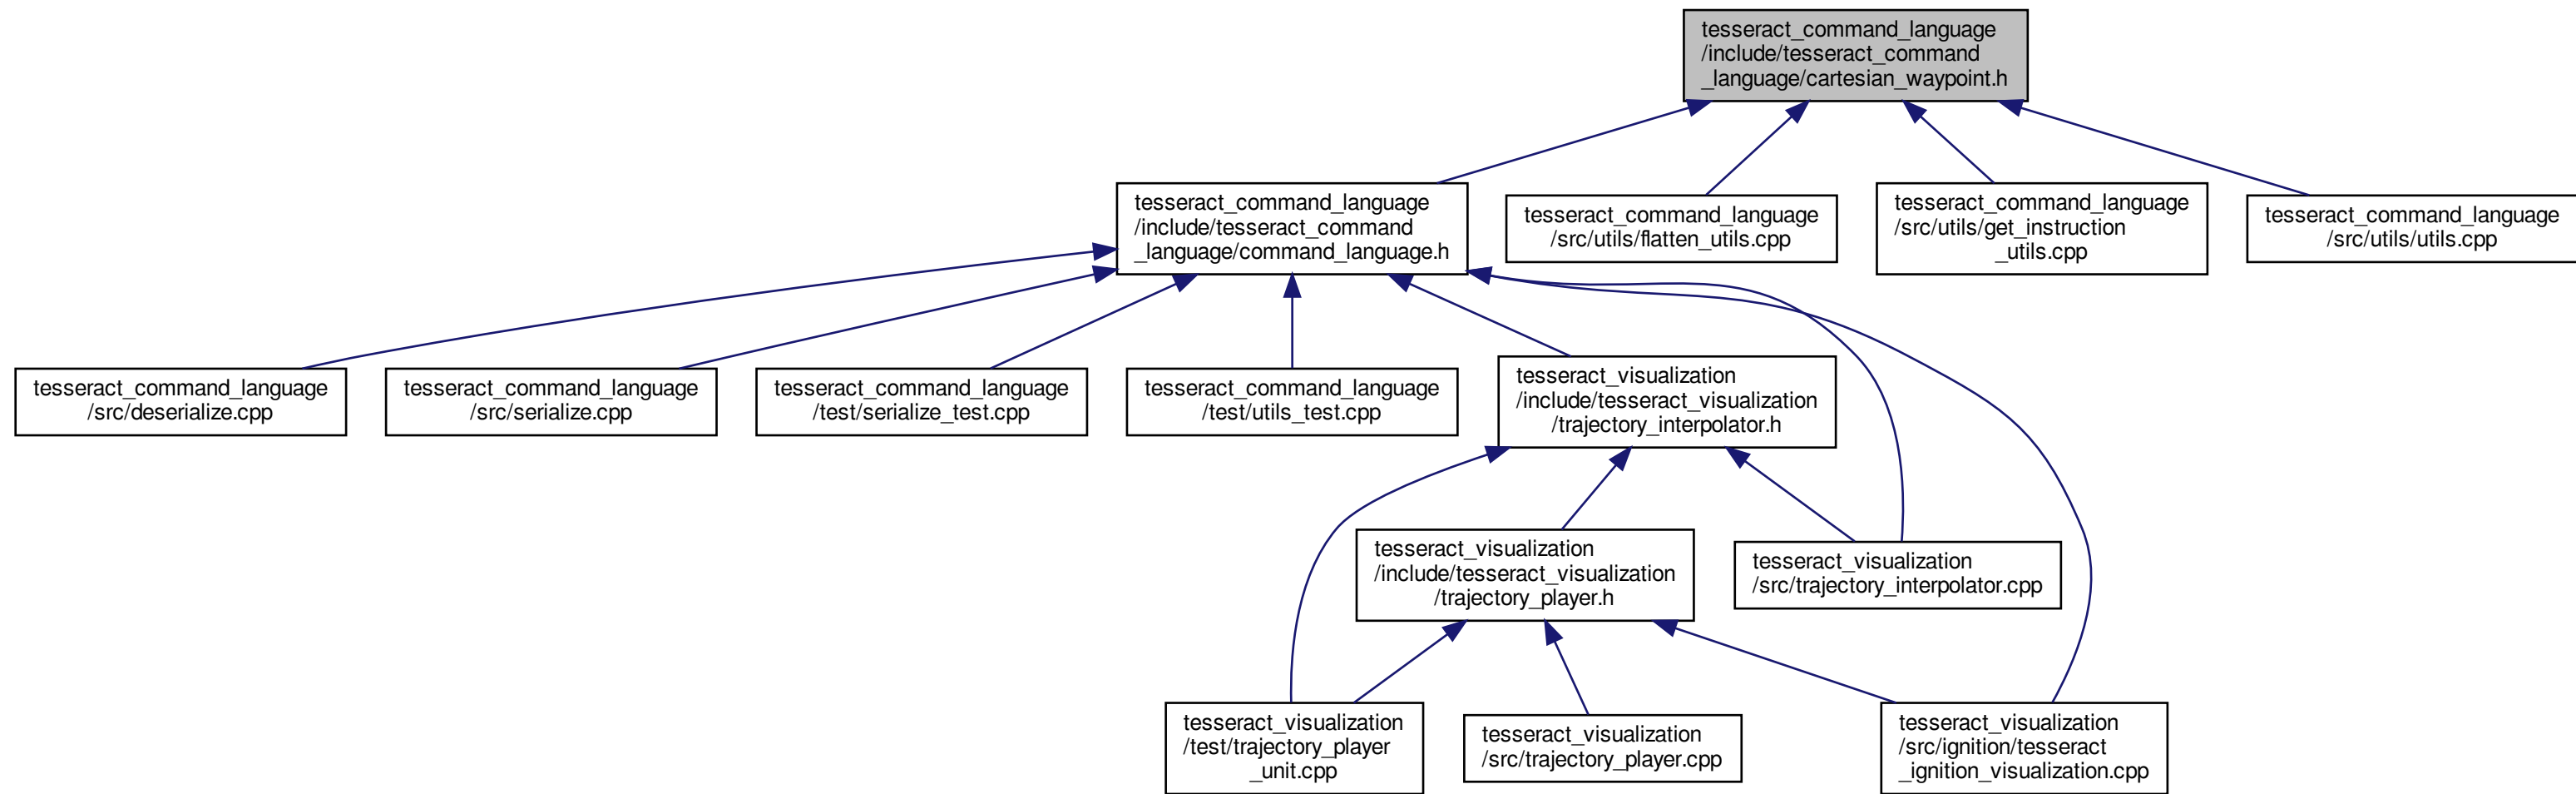 tesseract_command_language
/include/tesseract_command
_language/cartesian_waypoint.h
tesseract_command_language
/include/tesseract_command
_language/command_language.h
tesseract_command_language
/src/utils/flatten_utils.cpp
tesseract_command_language
/src/utils/get_instruction
_utils.cpp
tesseract_command_language
/src/utils/utils.cpp
tesseract_command_language
/src/deserialize.cpp
tesseract_command_language
/src/serialize.cpp
tesseract_command_language
/test/serialize_test.cpp
tesseract_command_language
/test/utils_test.cpp
tesseract_visualization
/include/tesseract_visualization
/trajectory_interpolator.h
tesseract_visualization
/include/tesseract_visualization
/trajectory_player.h
tesseract_visualization
/src/trajectory_interpolator.cpp
tesseract_visualization
/test/trajectory_player
_unit.cpp
tesseract_visualization
/src/trajectory_player.cpp
tesseract_visualization
/src/ignition/tesseract
_ignition_visualization.cpp